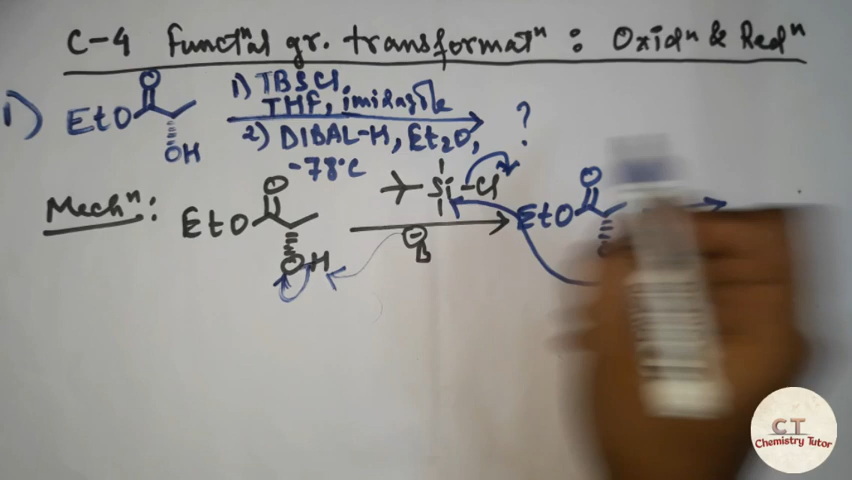 C-4 Functⁿal gr. transformatⁿ : Oxidⁿ & Redⁿ
1) EtO O OH 1) TBSCl, THF, imidazole
2) DIBAL-H, Et₂O, -78°C ?
Mechⁿ: EtO O OH Si-Cl ⊖B EtO O
CT
Chemistry Tutor